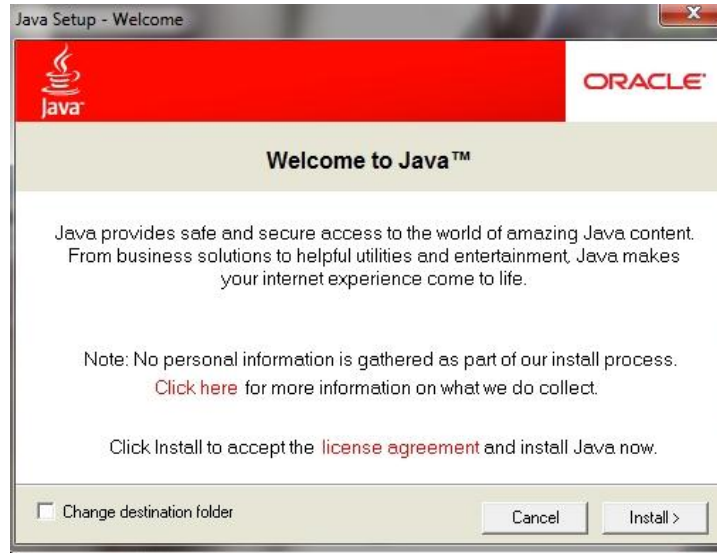 Java Setup - Welcome
Java™
ORACLE®
Welcome to Java™
Java provides safe and secure access to the world of amazing Java content.
From business solutions to helpful utilities and entertainment, Java makes
your internet experience come to life.
Note: No personal information is gathered as part of our install process.
Click here for more information on what we do collect.
Click Install to accept the license agreement and install Java now.
Change destination folder
Cancel
Install >